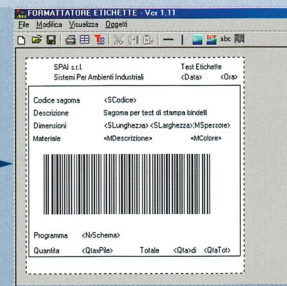 FORMATTATORE ETICHETTE - Ver 1.11
File Modifica Visualizza Oggetti
abc
SPAI s.r.l. Test Etichette
Sistemi Per Ambienti Industriali <Data> <Ora>
Codice sagoma <SCodice>
Descrizione Sagoma per test di stampa bindelli
Dimensioni <SLunghezza><SLarghezza><MSpessore>
Materiale <MDescrizione> <MColore>
Programma <NrSchema>
Quantita <QtaxPile> Totale <Qta>di <QtaTot>